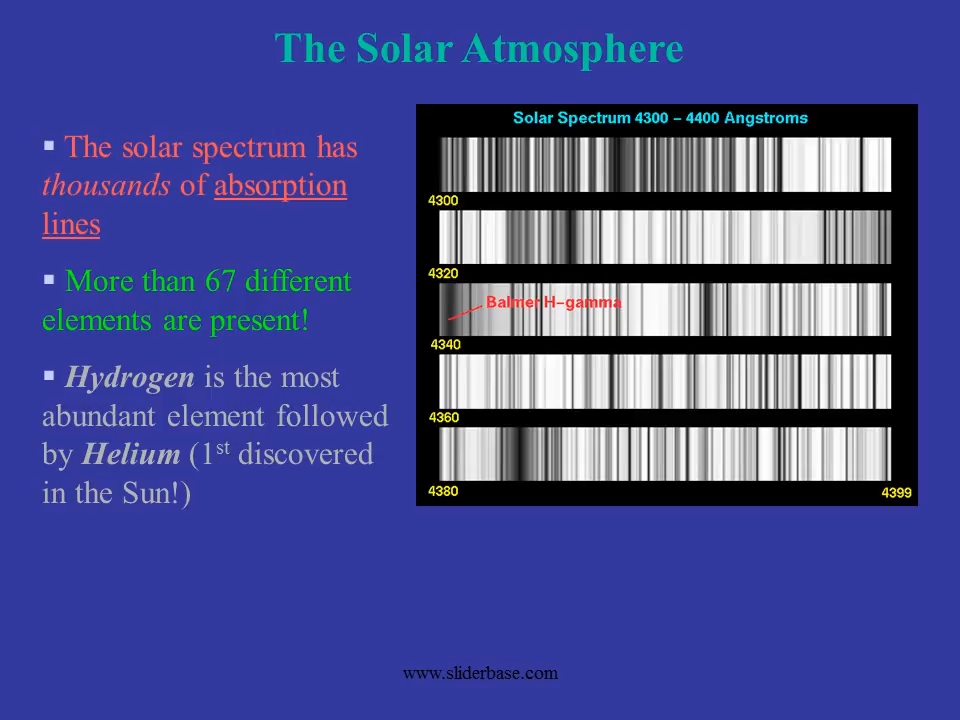 The Solar Atmosphere
▪ The solar spectrum has
thousands of absorption
lines
▪ More than 67 different
elements are present!
▪ Hydrogen is the most
abundant element followed
by Helium (1st discovered
in the Sun!)
Solar Spectrum 4300 – 4400 Angstroms
4300
4320
Balmer H–gamma
4340
4360
4380
4399
www.sliderbase.com